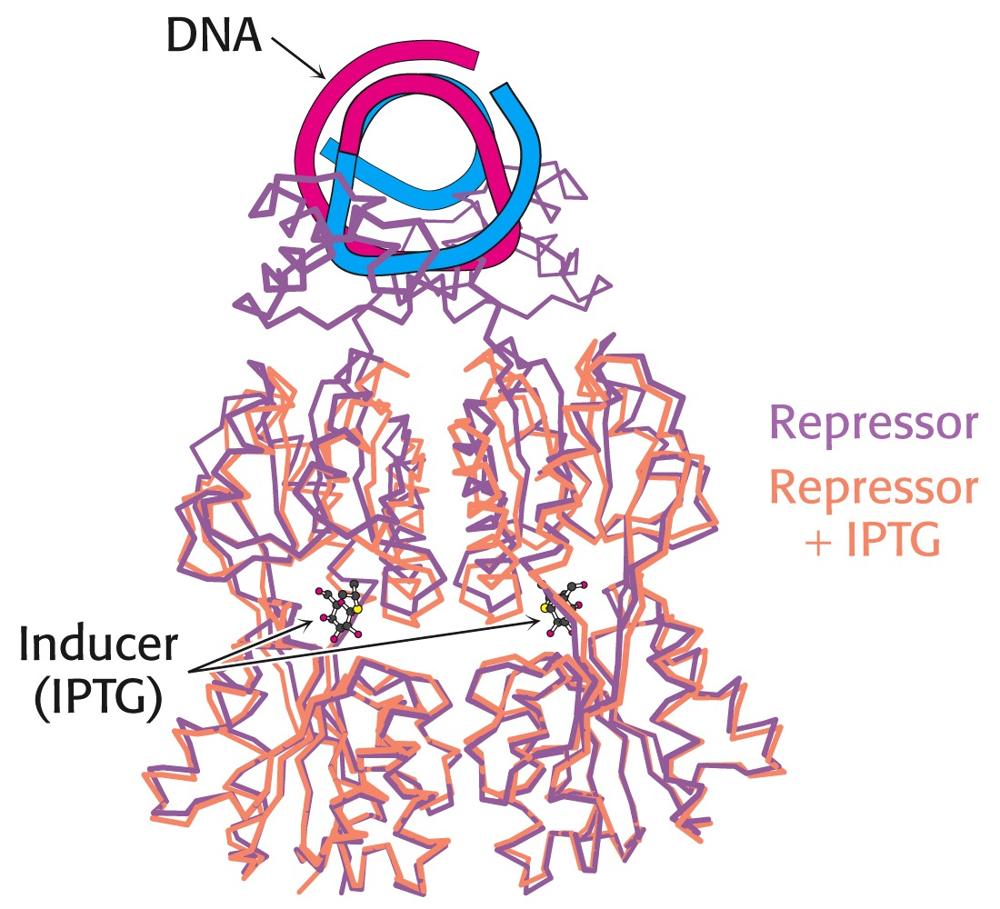 DNA
Repressor
Repressor
+ IPTG
Inducer
(IPTG)